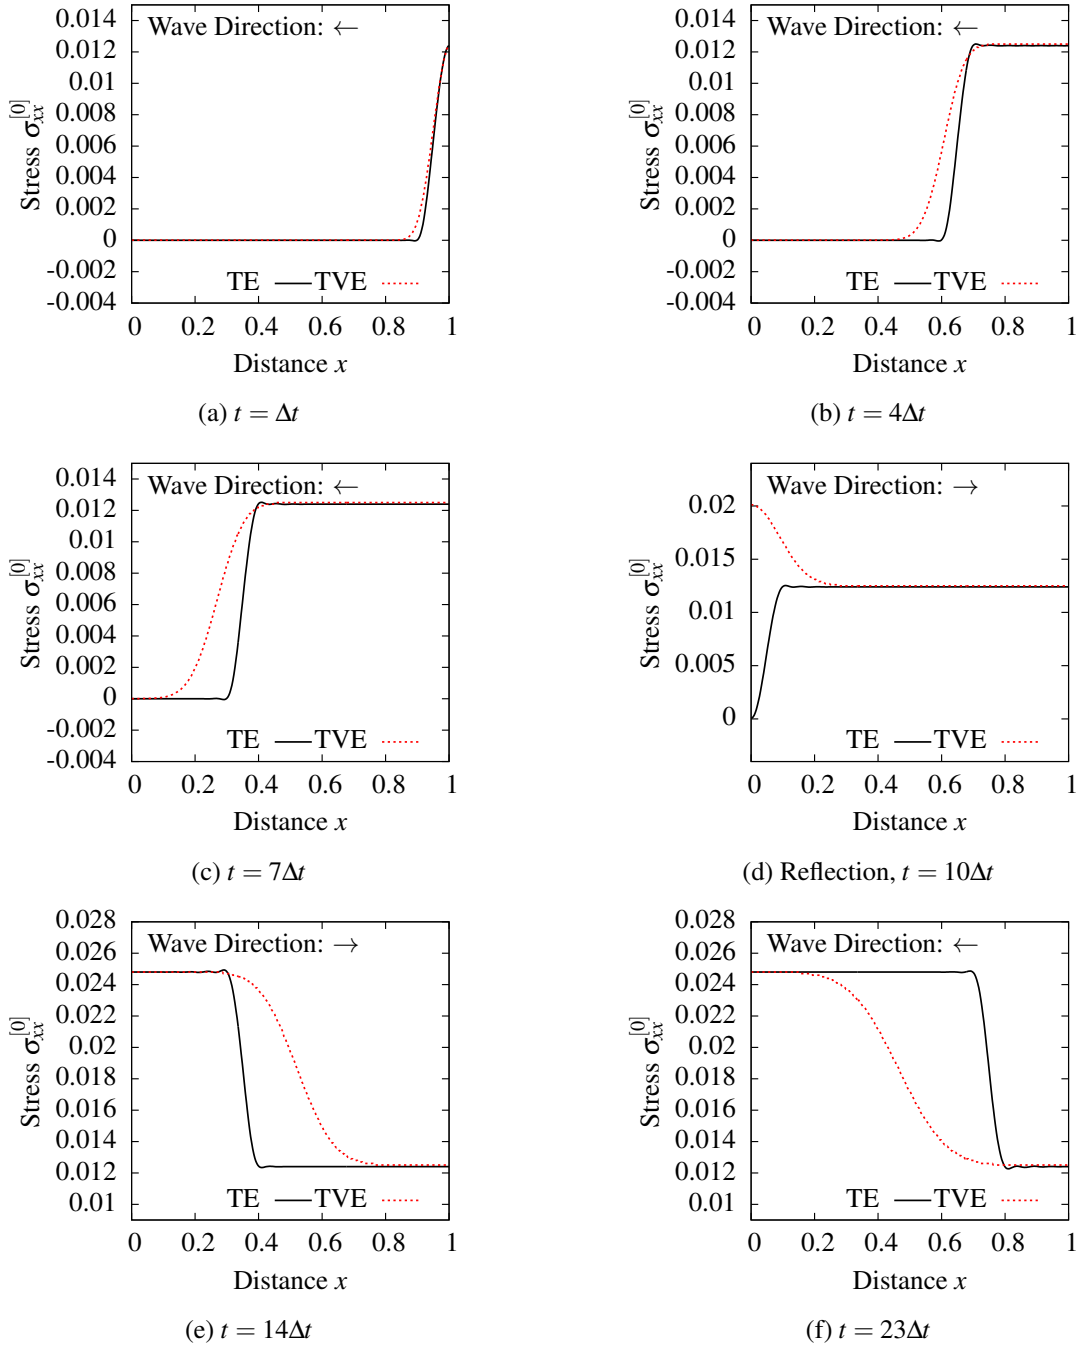 0.014
0.012
0.01
0.008
0.006
0.004
0.002
0
-0.002
-0.004
Stress σ[0]xx
Wave Direction: ←
TE TVE
0 0.2 0.4 0.6 0.8 1
Distance x
(a) t = Δt
0.014
0.012
0.01
0.008
0.006
0.004
0.002
0
-0.002
-0.004
Stress σ[0]xx
Wave Direction: ←
TE TVE
0 0.2 0.4 0.6 0.8 1
Distance x
(b) t = 4Δt
0.014
0.012
0.01
0.008
0.006
0.004
0.002
0
-0.002
-0.004
Stress σ[0]xx
Wave Direction: ←
TE TVE
0 0.2 0.4 0.6 0.8 1
Distance x
(c) t = 7Δt
0.02
0.015
0.01
0.005
0
Stress σ[0]xx
Wave Direction: →
TE TVE
0 0.2 0.4 0.6 0.8 1
Distance x
(d) Reflection, t = 10Δt
0.028
0.026
0.024
0.022
0.02
0.018
0.016
0.014
0.012
0.01
Stress σ[0]xx
Wave Direction: →
TE TVE
0 0.2 0.4 0.6 0.8 1
Distance x
(e) t = 14Δt
0.028
0.026
0.024
0.022
0.02
0.018
0.016
0.014
0.012
0.01
Stress σ[0]xx
Wave Direction: ←
TE TVE
0 0.2 0.4 0.6 0.8 1
Distance x
(f) t = 23Δt